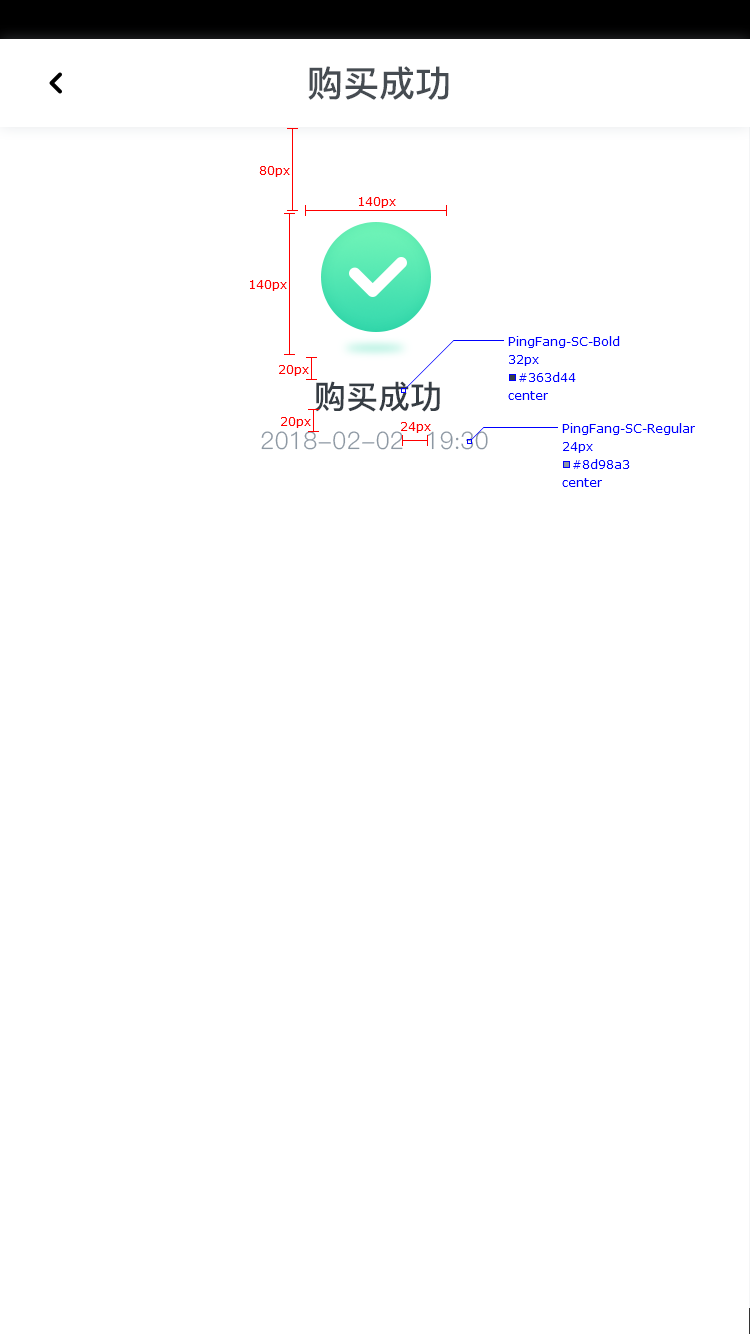 购买成功
80px
140px
140px
PingFang-SC-Bold
32px
#363d44
center
20px
购买成功
20px
24px
2018-02-02 19:30
PingFang-SC-Regular
24px
#8d98a3
center